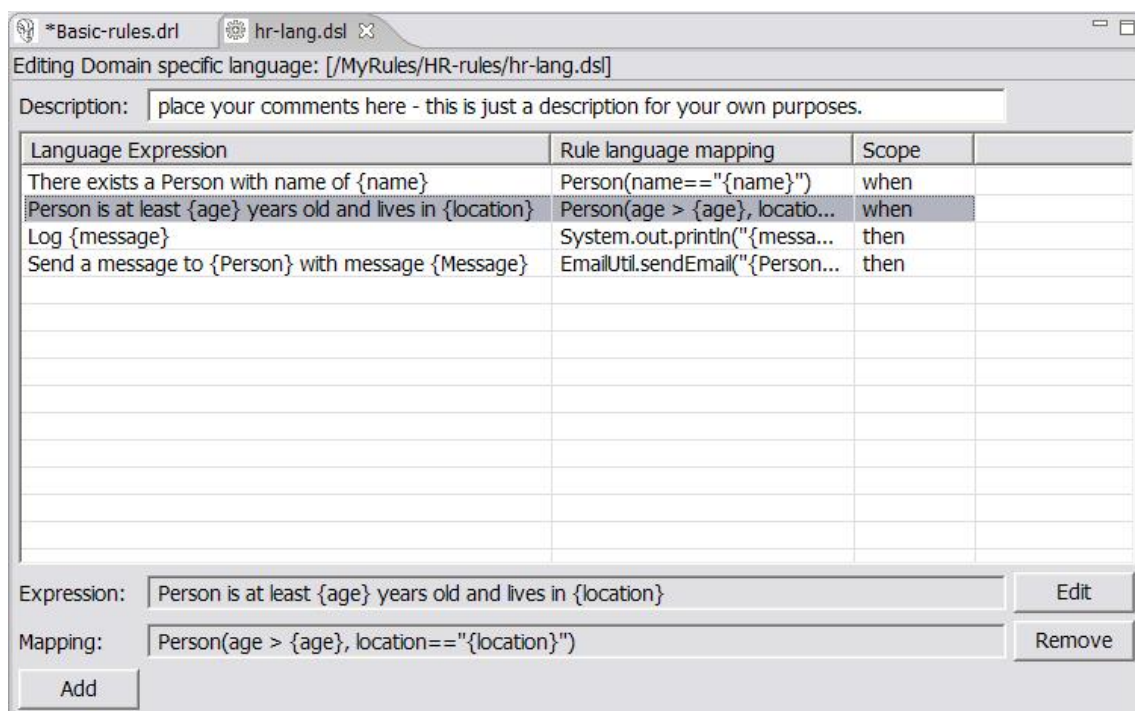 *Basic-rules.drl hr-lang.dsl
Editing Domain specific language: [/MyRules/HR-rules/hr-lang.dsl]
Description: place your comments here - this is just a description for your own purposes.
Language Expression Rule language mapping Scope
There exists a Person with name of {name} Person(name=="{name}") when
Person is at least {age} years old and lives in {location} Person(age > {age}, locatio... when
Log {message} System.out.println("{messa... then
Send a message to {Person} with message {Message} EmailUtil.sendEmail("{Person... then
Expression: Person is at least {age} years old and lives in {location} Edit
Mapping: Person(age > {age}, location=="{location}") Remove
Add